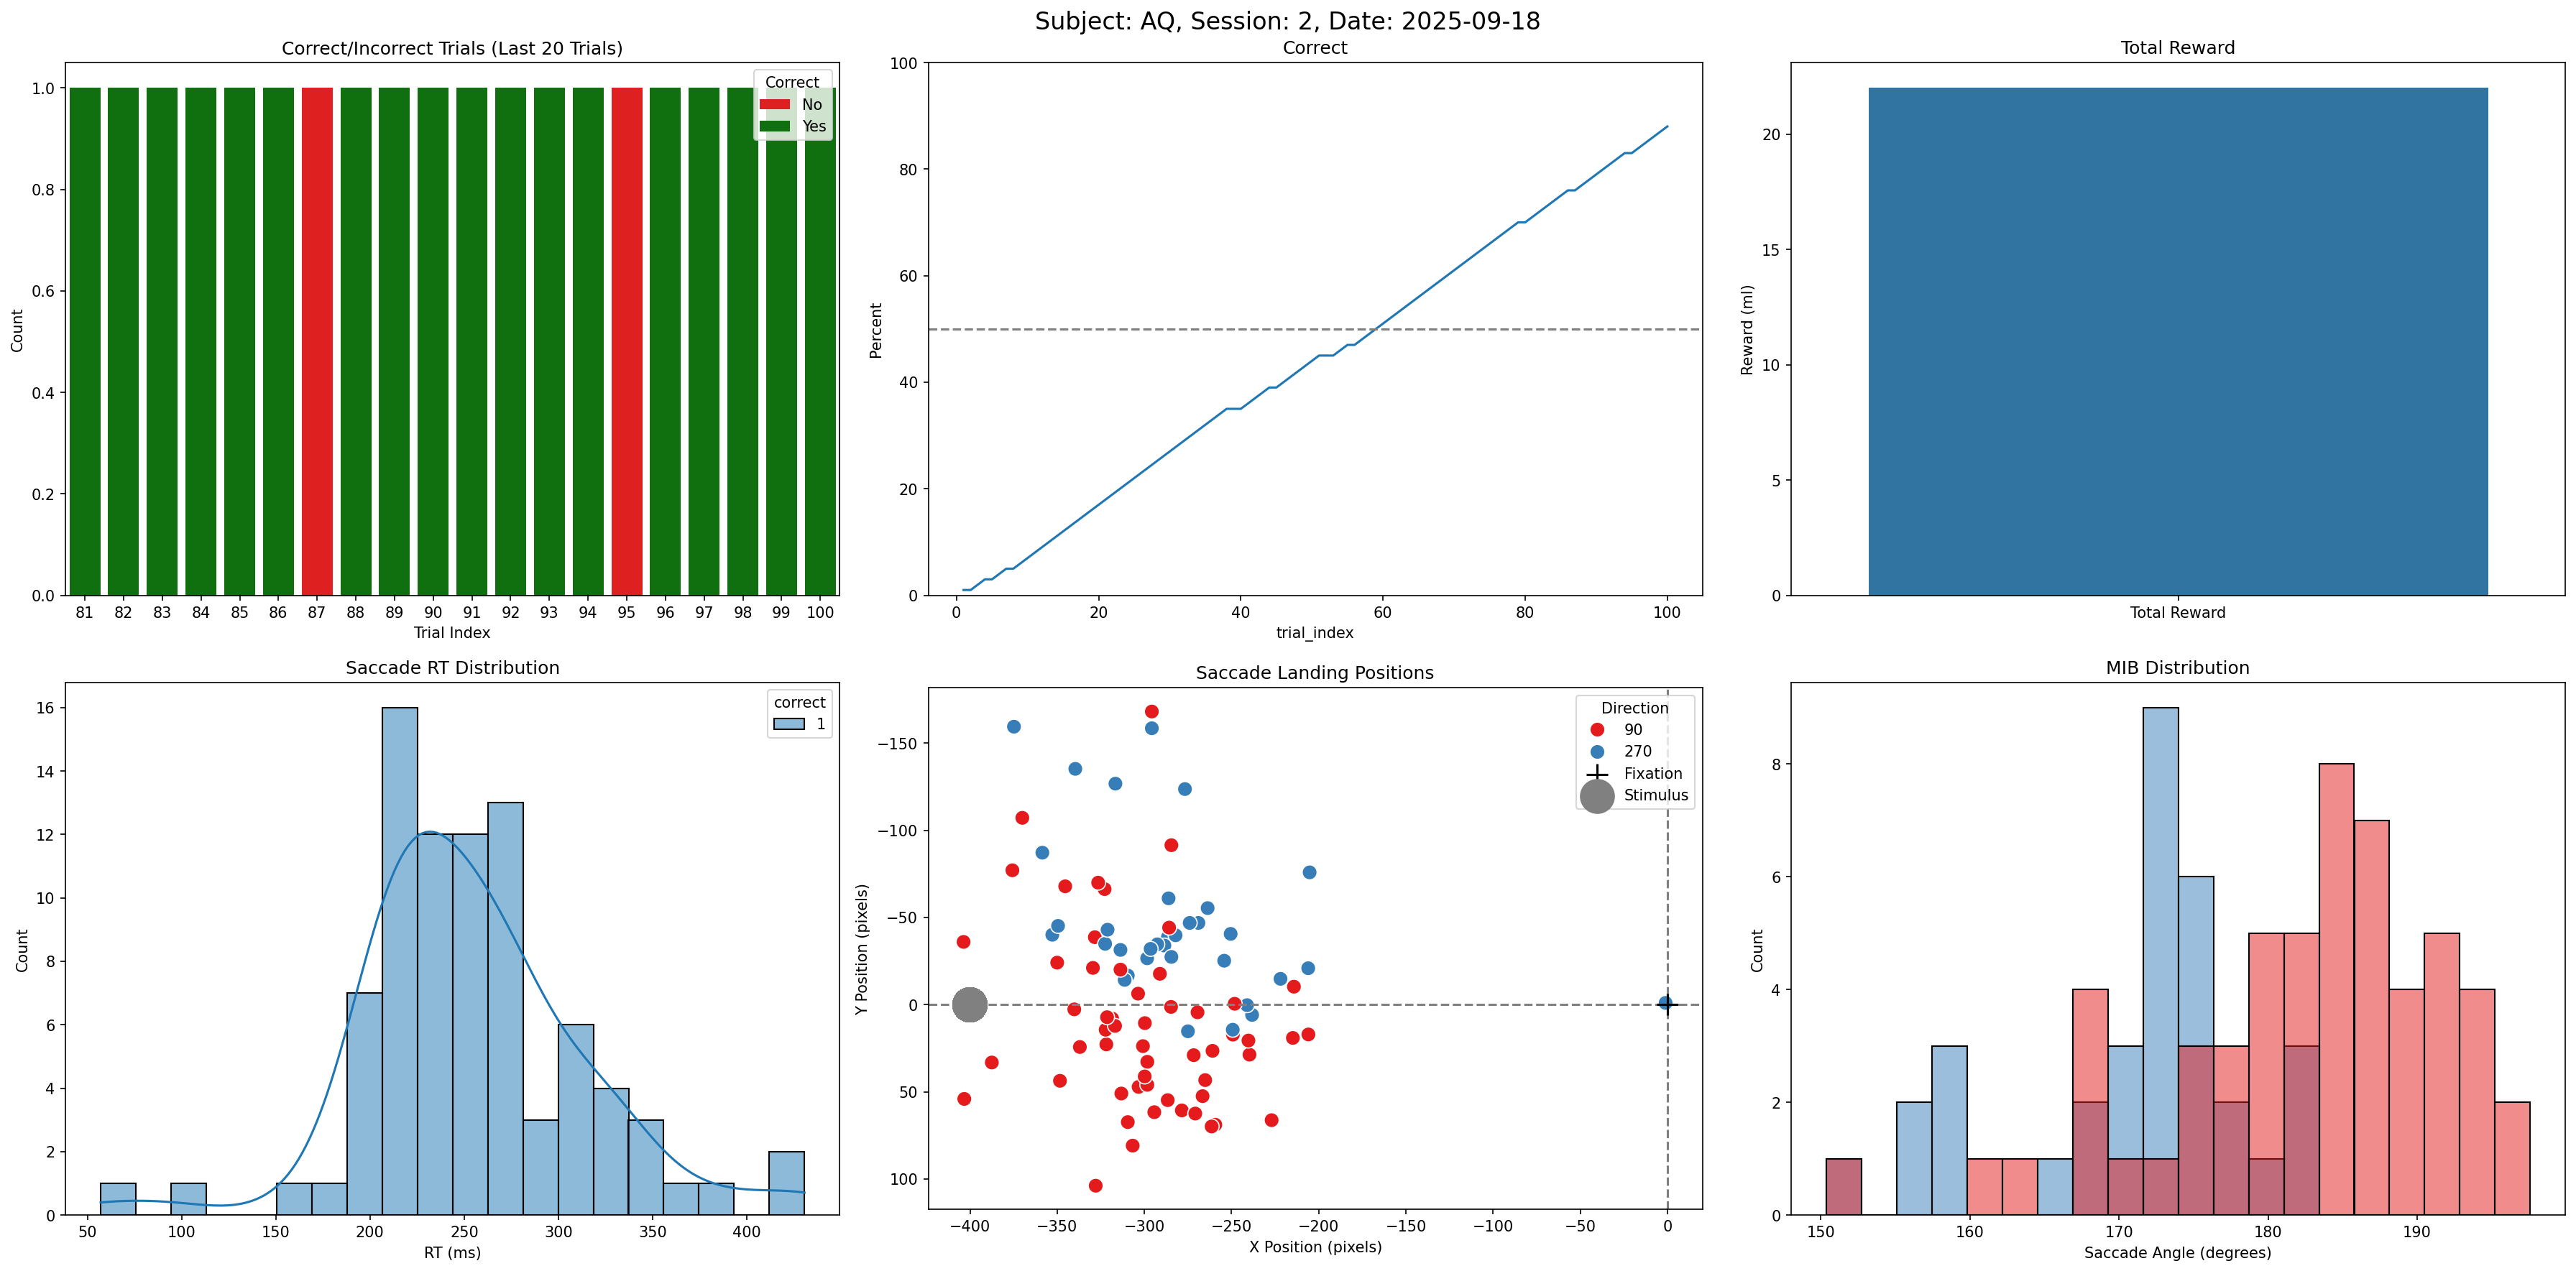 Subject: AQ, Session: 2, Date: 2025-09-18
Correct/Incorrect Trials (Last 20 Trials)
Count
1.0
0.8
0.6
0.4
0.2
0.0
Correct
No
Yes
81 82 83 84 85 86 87 88 89 90 91 92 93 94 95 96 97 98 99 100
Trial Index
Correct
Percent
100
80
60
40
20
0
0 20 40 60 80 100
trial_index
Total Reward
Reward (ml)
20
15
10
5
0
Total Reward
Saccade RT Distribution
Count
16
14
12
10
8
6
4
2
0
correct
1
50 100 150 200 250 300 350 400
RT (ms)
Saccade Landing Positions
Y Position (pixels)
−150
−100
−50
0
50
100
Direction
90
270
Fixation
Stimulus
−400 −350 −300 −250 −200 −150 −100 −50 0
X Position (pixels)
MIB Distribution
Count
8
6
4
2
0
150 160 170 180 190
Saccade Angle (degrees)